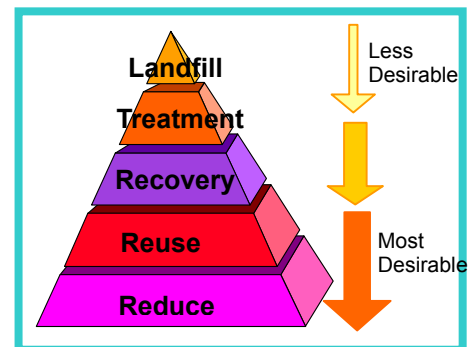 Landfill
Less
Desirable
Treatment
Recovery
Reuse
Most
Desirable
Reduce